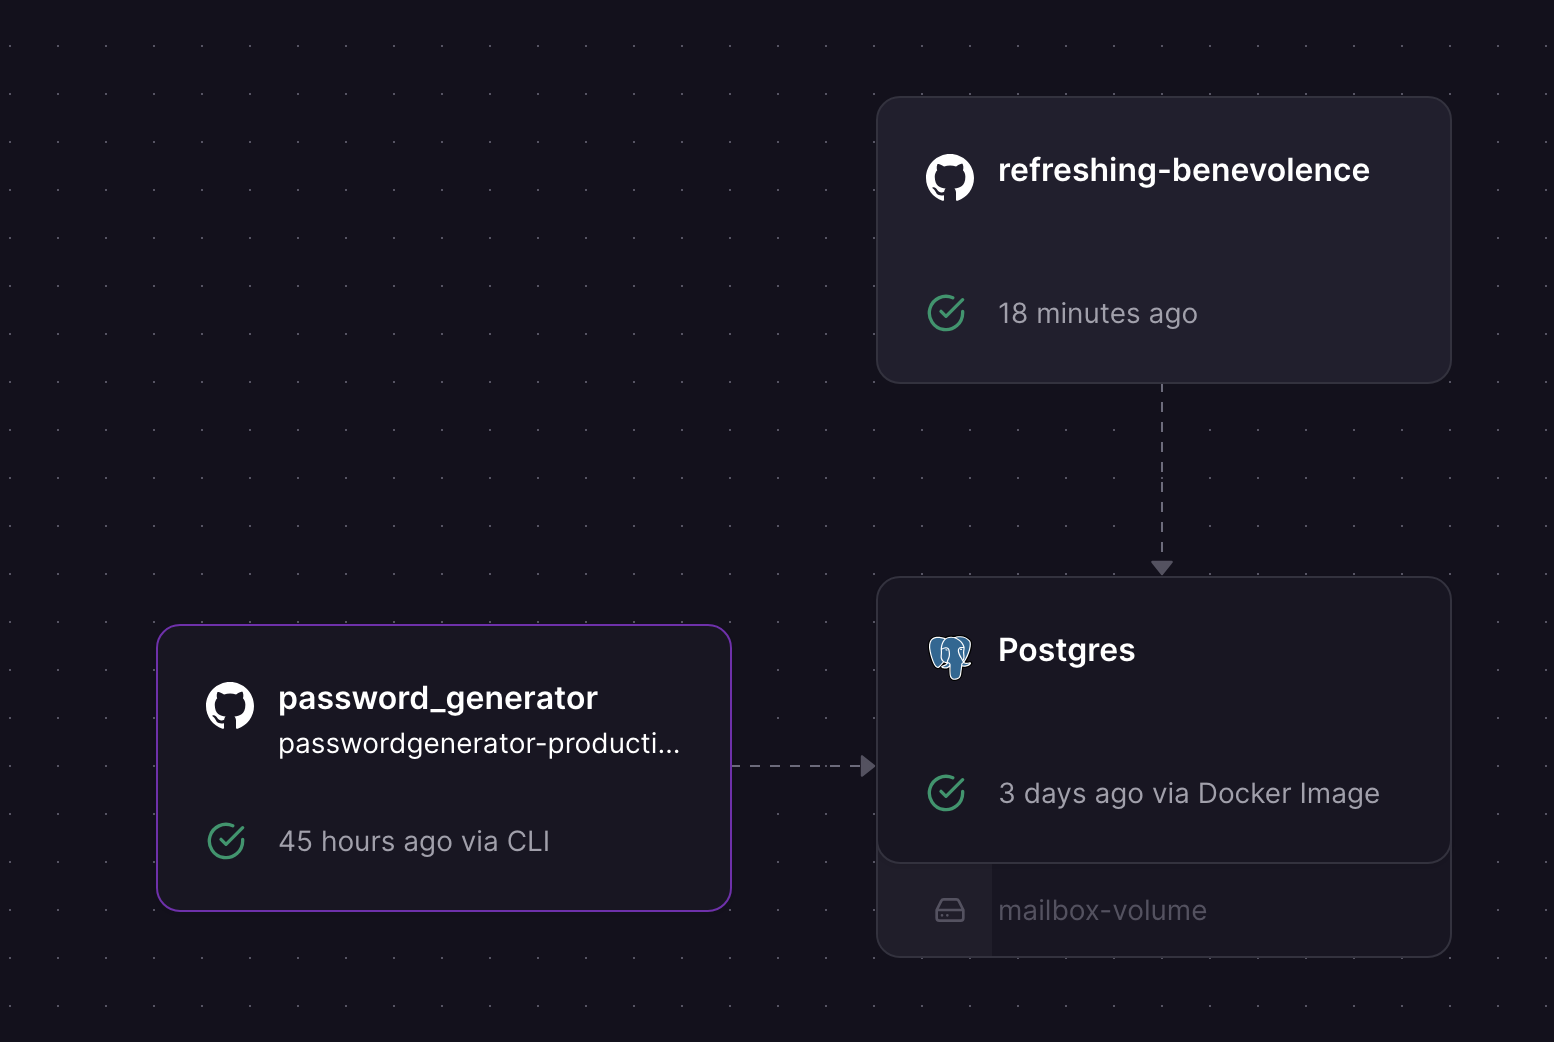 refreshing-benevolence
18 minutes ago
Postgres
3 days ago via Docker Image
mailbox-volume
password_generator
passwordgenerator-producti...
45 hours ago via CLI